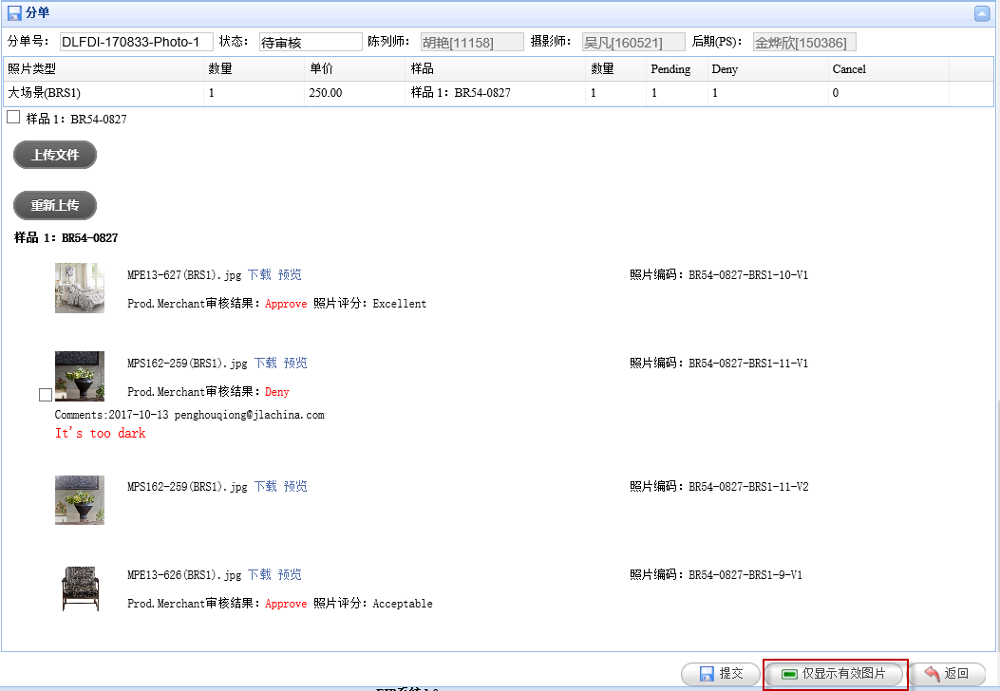 分单
分单号： DLFDI-170833-Photo-1 状态： 待审核 陈列师： 胡艳[11158] 摄影师： 吴凡[160521] 后期(PS)： 金烨欣[150386]
照片类型 数量 单价 样品 数量 Pending Deny Cancel
大场景(BRS1) 1 250.00 样品 1：BR54-0827 1 1 1 0
样品 1：BR54-0827
上传文件
重新上传
样品 1：BR54-0827
MPE13-627(BRS1).jpg 下载 预览 照片编码：BR54-0827-BRS1-10-V1
Prod.Merchant审核结果：Approve 照片评分：Excellent
MPS162-259(BRS1).jpg 下载 预览 照片编码：BR54-0827-BRS1-11-V1
Prod.Merchant审核结果：Deny
Comments:2017-10-13 penghouqiong@jlachina.com
It's too dark
MPS162-259(BRS1).jpg 下载 预览 照片编码：BR54-0827-BRS1-11-V2
MPE13-626(BRS1).jpg 下载 预览 照片编码：BR54-0827-BRS1-9-V1
Prod.Merchant审核结果：Approve 照片评分：Acceptable
提交 仅显示有效图片 返回